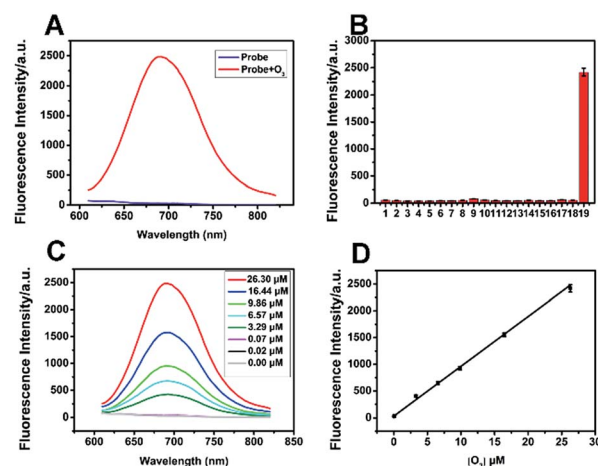 A
Fluorescence Intensity/a.u.
2500
2000
1500
1000
500
0
Probe
Probe+O₃
600 650 700 750 800
Wavelength (nm)
B
Fluorescence Intensity/a.u.
3000
2500
2000
1500
1000
500
0
1 2 3 4 5 6 7 8 9 10 11 12 13 14 15 16 17 18 19
C
Fluorescence Intensity/a.u.
3000
2500
2000
1500
1000
500
0
26.30 µM
16.44 µM
9.86 µM
6.57 µM
3.29 µM
0.07 µM
0.02 µM
0.00 µM
550 600 650 700 750 800 850
Wavelength (nm)
D
Fluorescence Intensity/a.u.
2500
2000
1500
1000
500
0
0 5 10 15 20 25 30
[O₃] µM